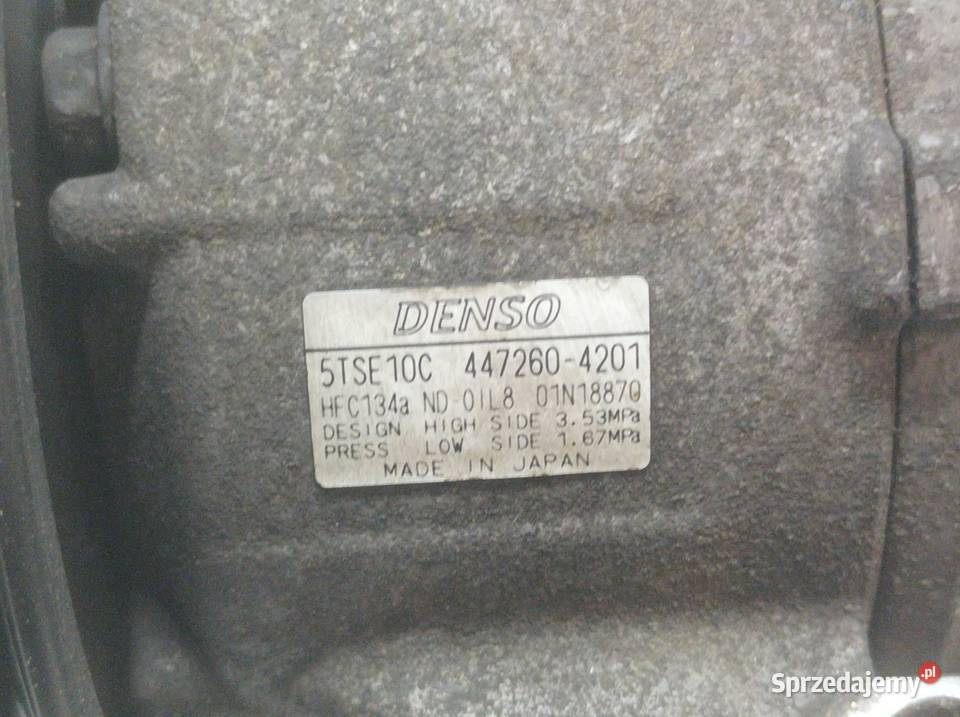 DENSO
5TSE10C 447260-4201
HFC134a ND-OIL8 01N18870
DESIGN HIGH SIDE 3.53MPa
PRESS LOW SIDE 1.67MPa
MADE IN JAPAN
Sprzedajemy.pl